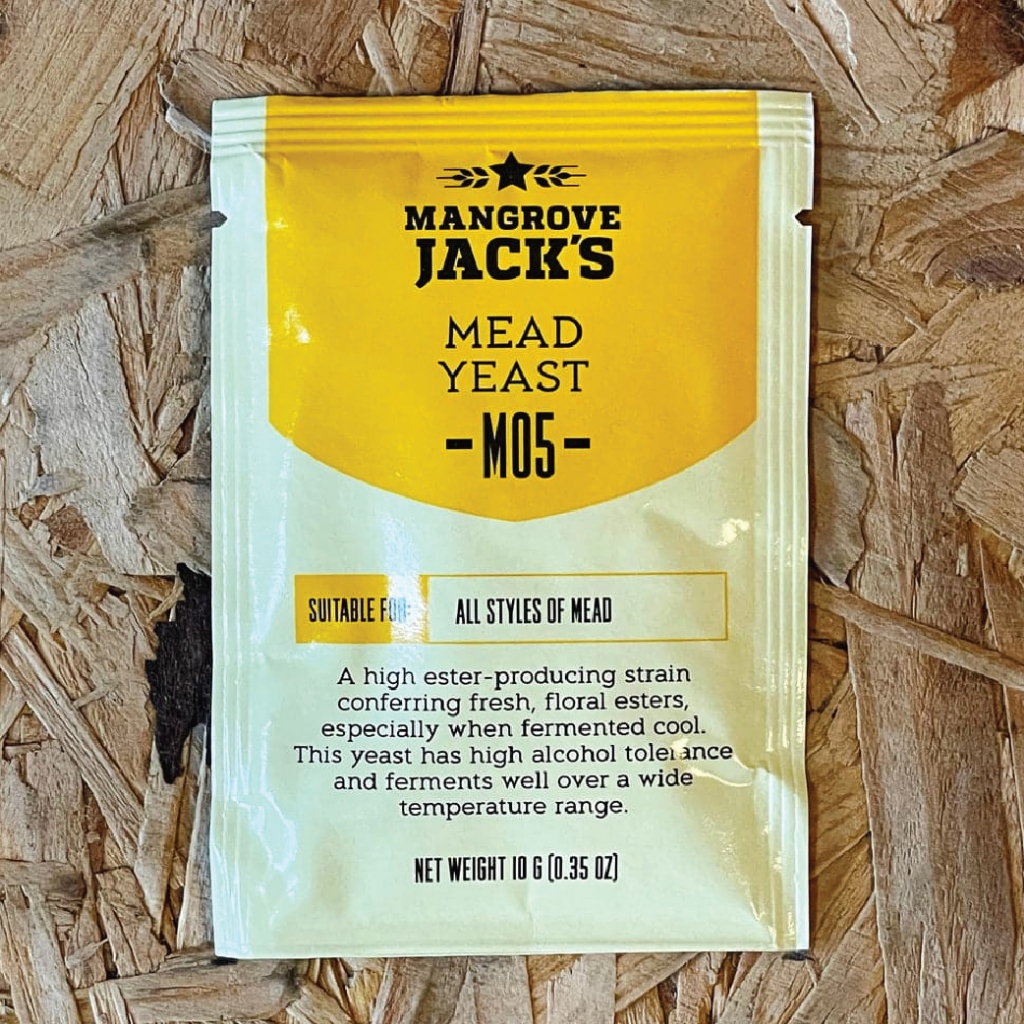 MANGROVE
JACK'S
MEAD
YEAST
-M05-
SUITABLE FOR: ALL STYLES OF MEAD
A high ester-producing strain
conferring fresh, floral esters,
especially when fermented cool.
This yeast has high alcohol tolerance
and ferments well over a wide
temperature range.
NET WEIGHT 10 G (0.35 OZ)